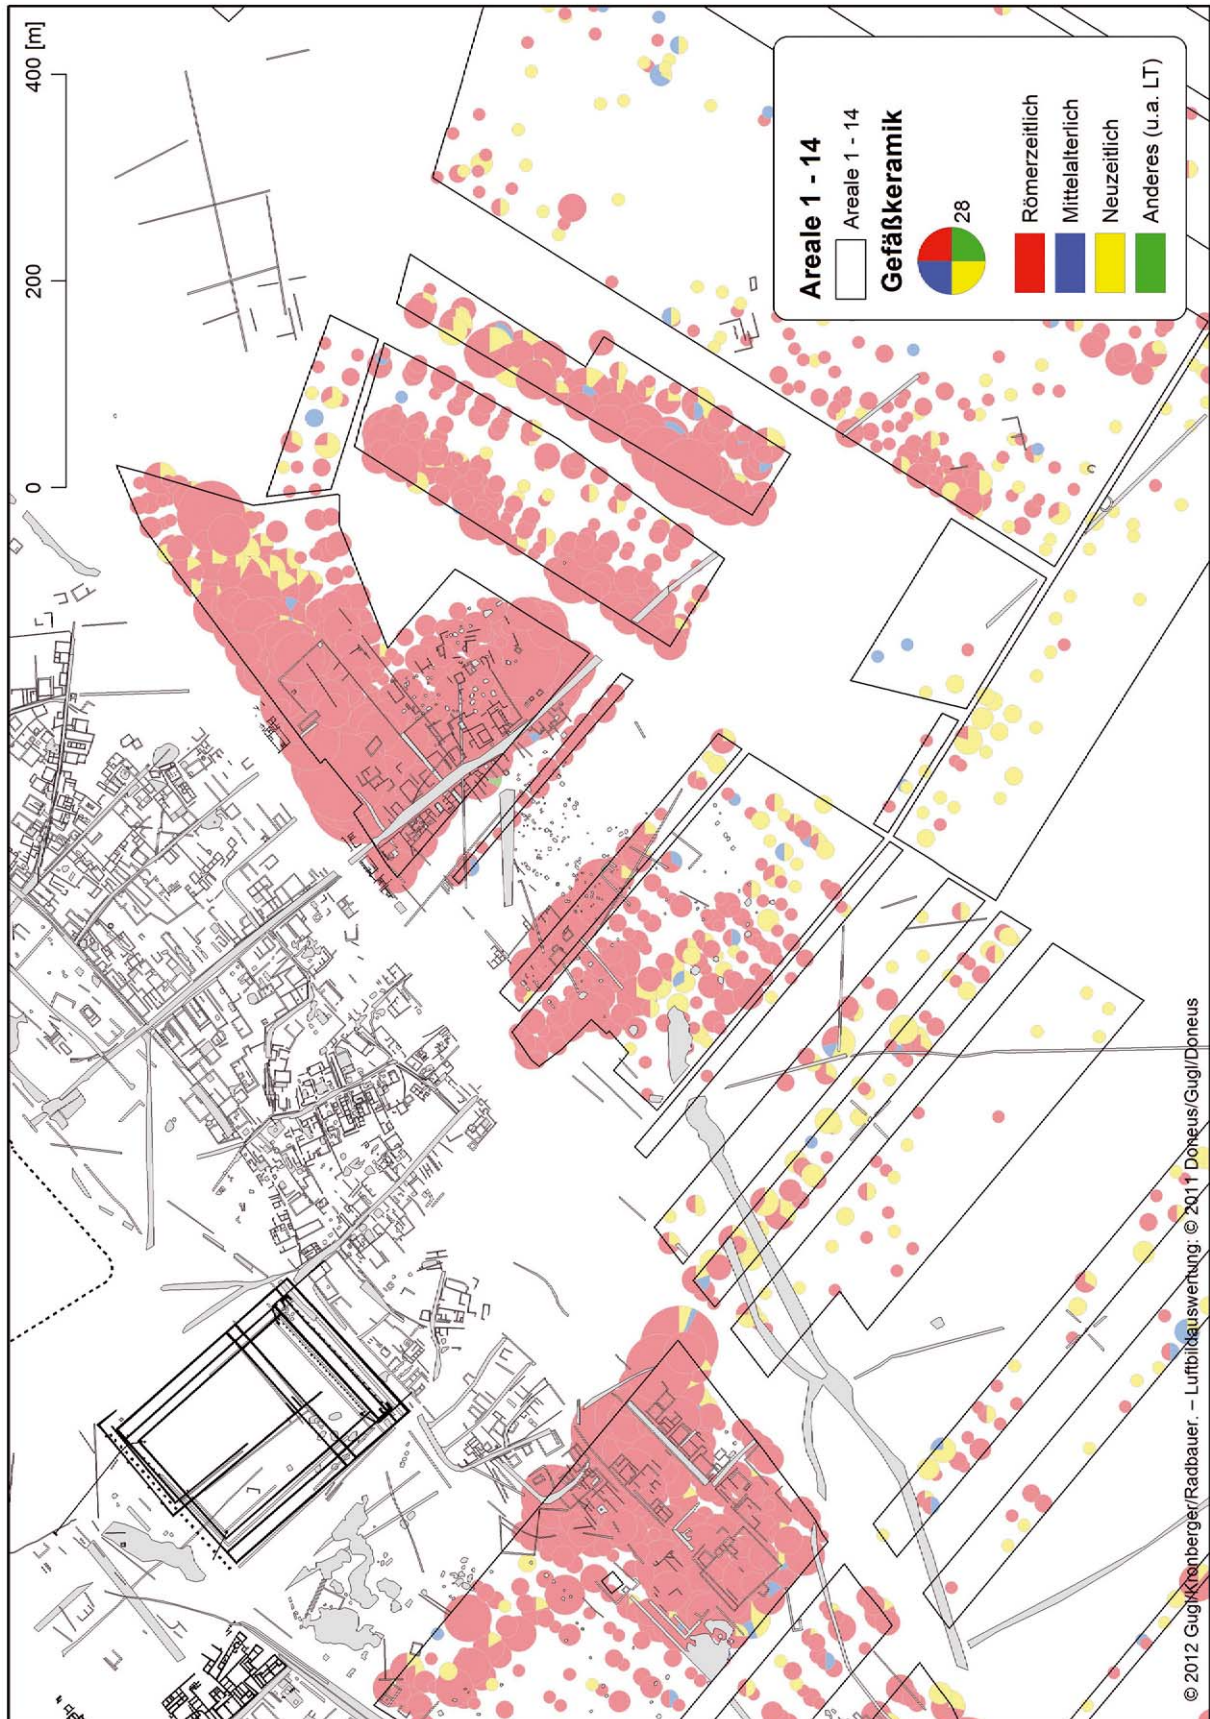 0 200 400 [m]
Areale 1 - 14
Areale 1 - 14
Gefäßkeramik
28
Römerzeitlich
Mittelalterlich
Neuzeitlich
Anderes (u.a. LT)
© 2012 Gugl/Kronberger/Radbauer. – Luftbildauswertung: © 2011 Doneus/Gugl/Doneus